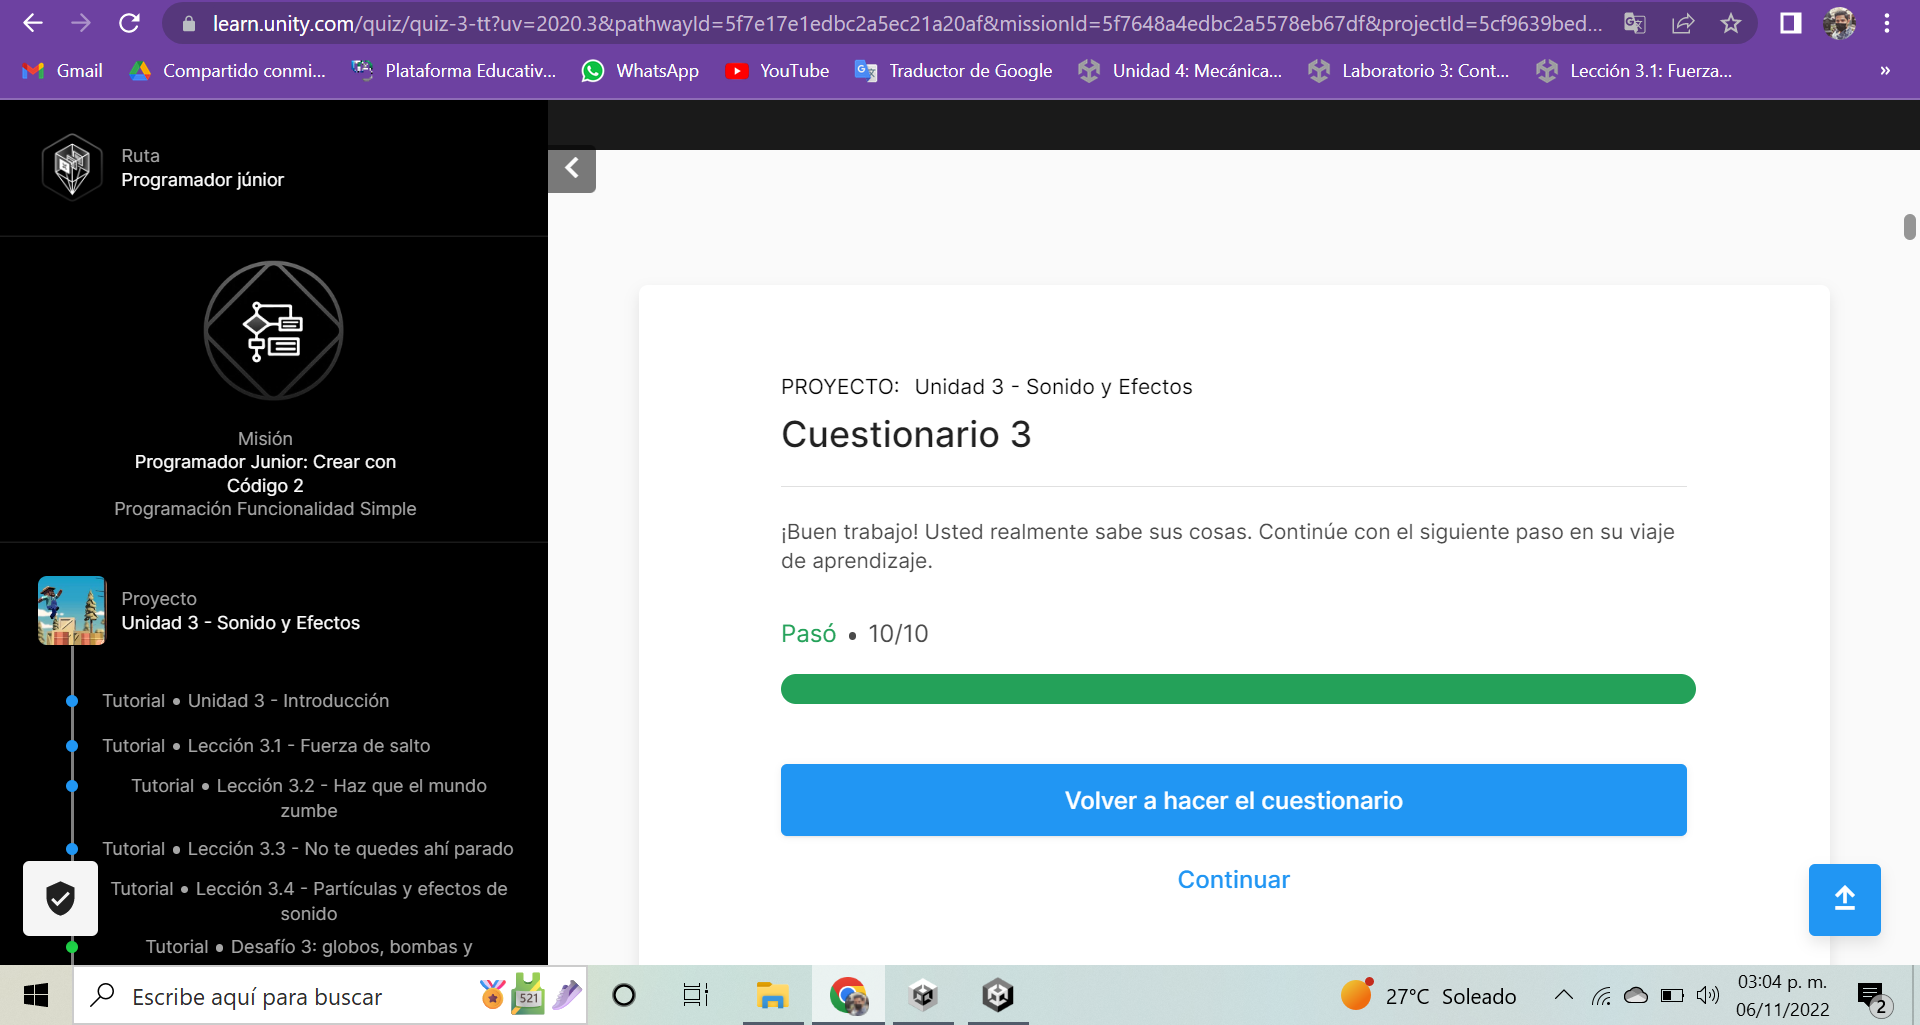 learn.unity.com/quiz/quiz-3-tt?uv=2020.3&pathwayId=5f7e17e1edbc2a5ec21a20af&missionId=5f7648a4edbc2a5578eb67df&projectId=5cf9639bed...
Gmail
Compartido conmi...
Plataforma Educativ...
WhatsApp
YouTube
Traductor de Google
Unidad 4: Mecánica...
Laboratorio 3: Cont...
Lección 3.1: Fuerza...
»
Ruta
Programador júnior
Misión
Programador Junior: Crear con
Código 2
Programación Funcionalidad Simple
Proyecto
Unidad 3 - Sonido y Efectos
Tutorial • Unidad 3 - Introducción
Tutorial • Lección 3.1 - Fuerza de salto
Tutorial • Lección 3.2 - Haz que el mundo
zumbe
Tutorial • Lección 3.3 - No te quedes ahí parado
Tutorial • Lección 3.4 - Partículas y efectos de
sonido
Tutorial • Desafío 3: globos, bombas y
PROYECTO: Unidad 3 - Sonido y Efectos
Cuestionario 3
¡Buen trabajo! Usted realmente sabe sus cosas. Continúe con el siguiente paso en su viaje
de aprendizaje.
Pasó • 10/10
Volver a hacer el cuestionario
Continuar
Escribe aquí para buscar
521
27°C Soleado
03:04 p. m.
06/11/2022
2